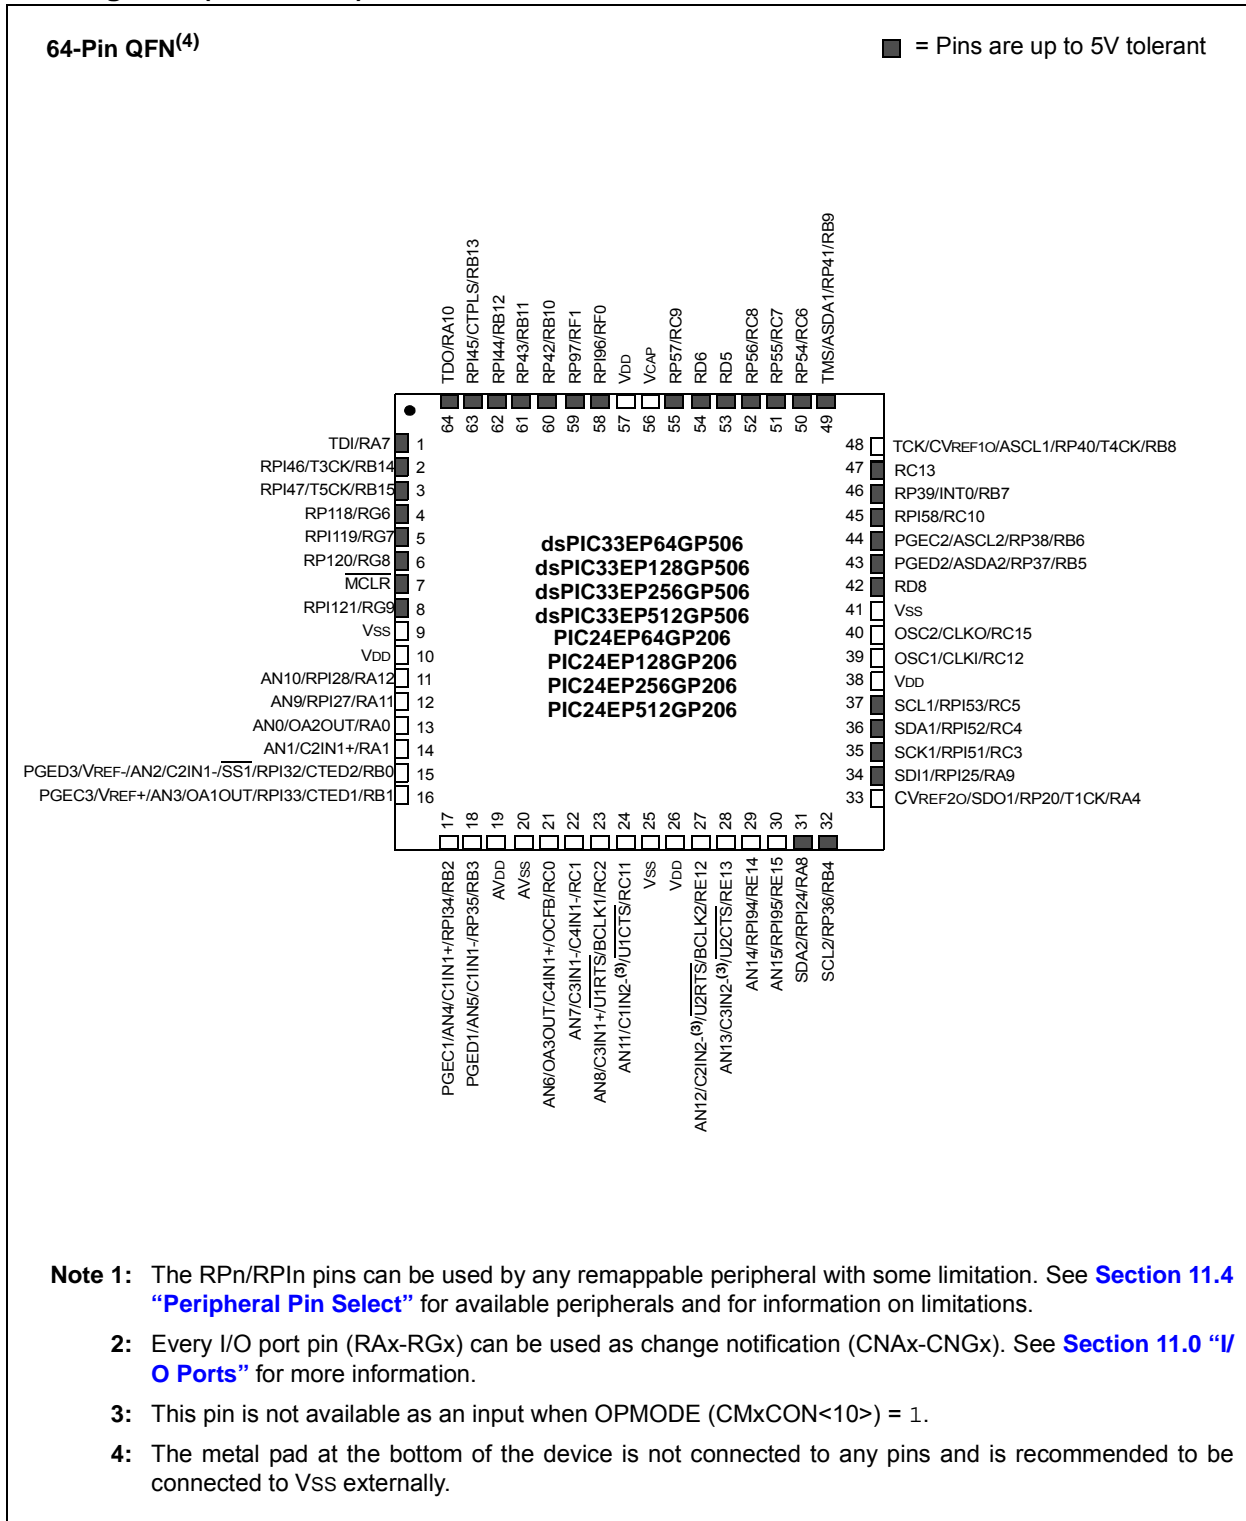 64-Pin QFN(4)
= Pins are up to 5V tolerant
TDO/RA10
RPI45/CTPLS/RB13
RPI44/RB12
RP43/RB11
RP42/RB10
RP97/RF1
RPI96/RF0
VDD
VCAP
RP57/RC9
RD6
RD5
RP56/RC8
RP55/RC7
RP54/RC6
TMS/ASDA1/RP41/RB9
64
63
62
61
60
59
58
57
56
55
54
53
52
51
50
49
TDI/RA7 1
RPI46/T3CK/RB14 2
RPI47/T5CK/RB15 3
RP118/RG6 4
RPI119/RG7 5
RP120/RG8 6
MCLR 7
RPI121/RG9 8
VSS 9
VDD 10
AN10/RPI28/RA12 11
AN9/RPI27/RA11 12
AN0/OA2OUT/RA0 13
AN1/C2IN1+/RA1 14
PGED3/VREF-/AN2/C2IN1-/SS1/RPI32/CTED2/RB0 15
PGEC3/VREF+/AN3/OA1OUT/RPI33/CTED1/RB1 16
dsPIC33EP64GP506
dsPIC33EP128GP506
dsPIC33EP256GP506
dsPIC33EP512GP506
PIC24EP64GP206
PIC24EP128GP206
PIC24EP256GP206
PIC24EP512GP206
48 TCK/CVREF1O/ASCL1/RP40/T4CK/RB8
47 RC13
46 RP39/INT0/RB7
45 RPI58/RC10
44 PGEC2/ASCL2/RP38/RB6
43 PGED2/ASDA2/RP37/RB5
42 RD8
41 VSS
40 OSC2/CLKO/RC15
39 OSC1/CLKI/RC12
38 VDD
37 SCL1/RPI53/RC5
36 SDA1/RPI52/RC4
35 SCK1/RPI51/RC3
34 SDI1/RPI25/RA9
33 CVREF2O/SDO1/RP20/T1CK/RA4
17
18
19
20
21
22
23
24
25
26
27
28
29
30
31
32
PGEC1/AN4/C1IN1+/RPI34/RB2
PGED1/AN5/C1IN1-/RP35/RB3
AVDD
AVSS
AN6/OA3OUT/C4IN1+/OCFB/RC0
AN7/C3IN1-/C4IN1-/RC1
AN8/C3IN1+/U1RTS/BCLK1/RC2
AN11/C1IN2-(3)/U1CTS/RC11
VSS
VDD
AN12/C2IN2-(3)/U2RTS/BCLK2/RE12
AN13/C3IN2-(3)/U2CTS/RE13
AN14/RPI94/RE14
AN15/RPI95/RE15
SDA2/RPI24/RA8
SCL2/RP36/RB4
Note 1: The RPn/RPIn pins can be used by any remappable peripheral with some limitation. See Section 11.4
“Peripheral Pin Select” for available peripherals and for information on limitations.
2: Every I/O port pin (RAx-RGx) can be used as change notification (CNAx-CNGx). See Section 11.0 “I/
O Ports” for more information.
3: This pin is not available as an input when OPMODE (CMxCON<10>) = 1.
4: The metal pad at the bottom of the device is not connected to any pins and is recommended to be
connected to VSS externally.